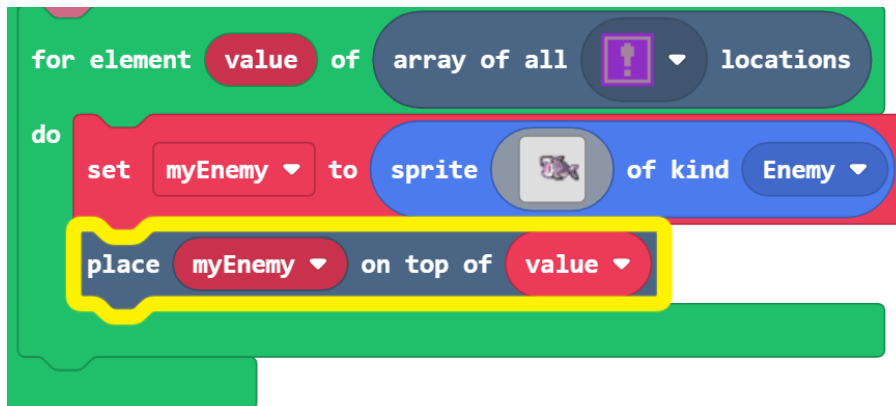 for element value of array of all locations
do
set myEnemy to sprite of kind Enemy
place myEnemy on top of value